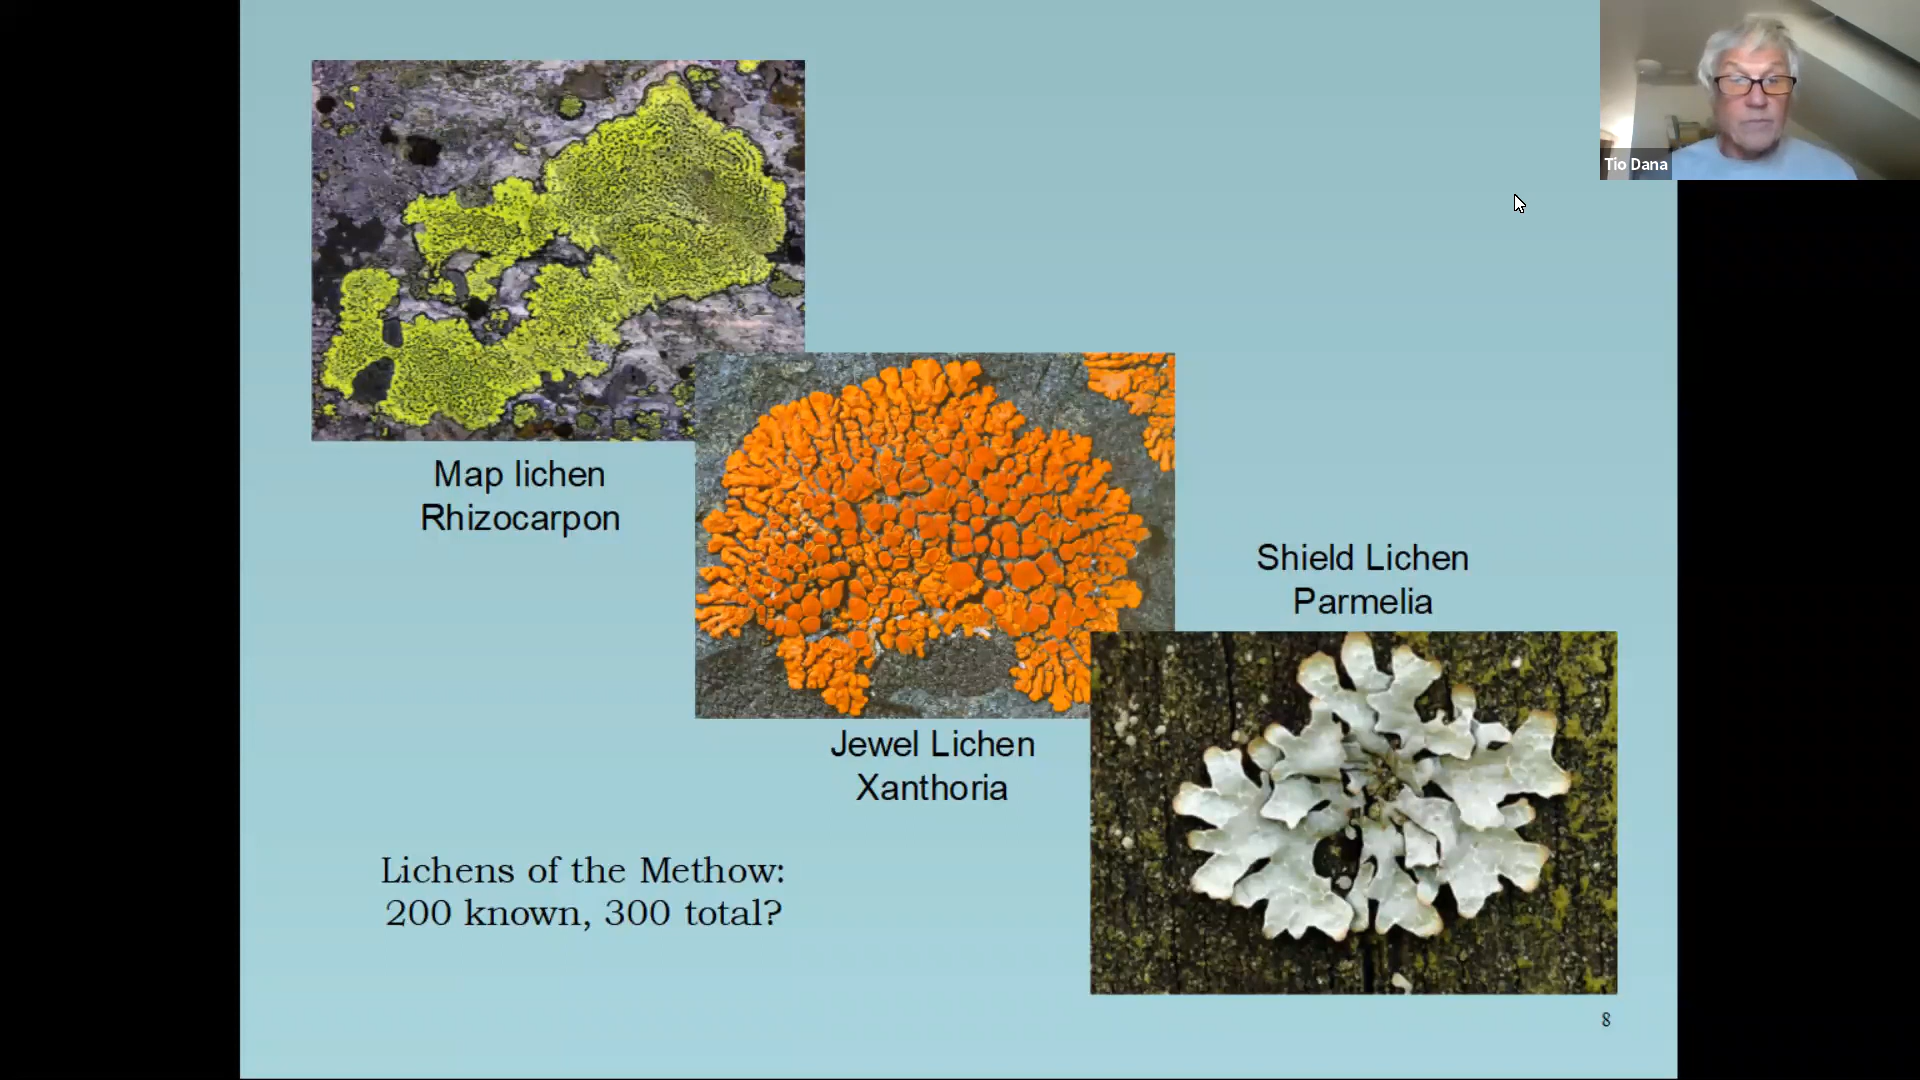 Tio Dana
Map lichen
Rhizocarpon
Shield Lichen
Parmelia
Jewel Lichen
Xanthoria
Lichens of the Methow:
200 known, 300 total?
8